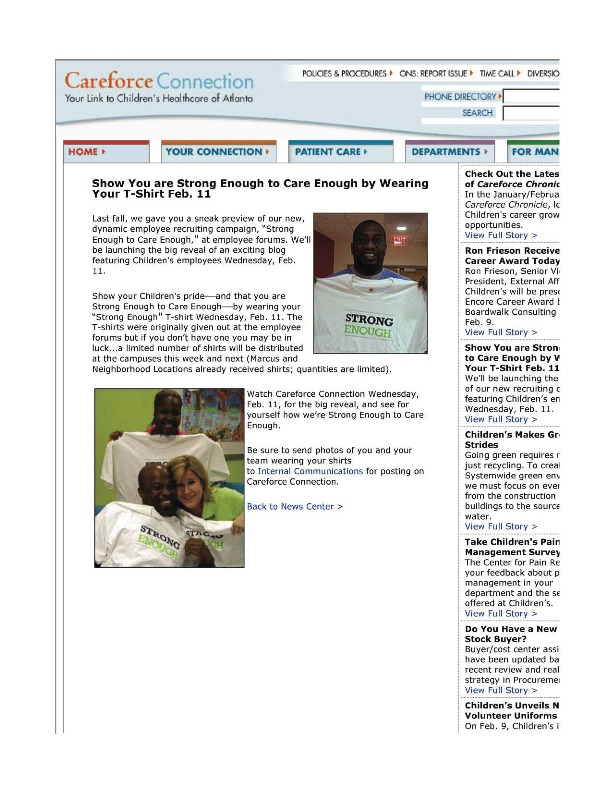 Careforce Connection
Your Link to Children's Healthcare of Atlanta
POLICIES & PROCEDURES ONS: REPORT ISSUE TIME CALL DIVERSIO
PHONE DIRECTORY
SEARCH
HOME YOUR CONNECTION PATIENT CARE DEPARTMENTS FOR MAN
Show You are Strong Enough to Care Enough by Wearing
Your T-Shirt Feb. 11
Last fall, we gave you a sneak preview of our new,
dynamic employee recruiting campaign, "Strong
Enough to Care Enough," at employee forums. We'll
be launching the big reveal of an exciting blog
featuring Children's employees Wednesday, Feb.
11.
Show your Children's pride—and that you are
Strong Enough to Care Enough—by wearing your
"Strong Enough" T-shirt Wednesday, Feb. 11. The
T-shirts were originally given out at the employee
forums but if you don't have one you may be in
luck...a limited number of shirts will be distributed
at the campuses this week and next (Marcus and
Neighborhood Locations already received shirts; quantities are limited).
EXIT
STRONG
ENOUGH
Watch Careforce Connection Wednesday,
Feb. 11, for the big reveal, and see for
yourself how we're Strong Enough to Care
Enough.
Be sure to send photos of you and your
team wearing your shirts
to Internal Communications for posting on
Careforce Connection.
Back to News Center >
STRONG
ENOUGH
Check Out the Lates
of Careforce Chronic
In the January/Februa
Careforce Chronicle, le
Children's career grow
opportunities.
View Full Story >
Ron Frieson Receive
Career Award Today
Ron Frieson, Senior Vi
President, External Aff
Children's will be prese
Encore Career Award b
Boardwalk Consulting
Feb. 9.
View Full Story >
Show You are Stron
to Care Enough by W
Your T-Shirt Feb. 11
We'll be launching the
of our new recruiting c
featuring Children's em
Wednesday, Feb. 11.
View Full Story >
Children's Makes Gr
Strides
Going green requires r
just recycling. To creat
Systemwide green env
we must focus on ever
from the construction
buildings to the source
water.
View Full Story >
Take Children's Pain
Management Survey
The Center for Pain Re
your feedback about p
management in your
department and the se
offered at Children's.
View Full Story >
Do You Have a New
Stock Buyer?
Buyer/cost center assi
have been updated ba
recent review and real
strategy in Procuremen
View Full Story >
Children's Unveils N
Volunteer Uniforms
On Feb. 9, Children's i